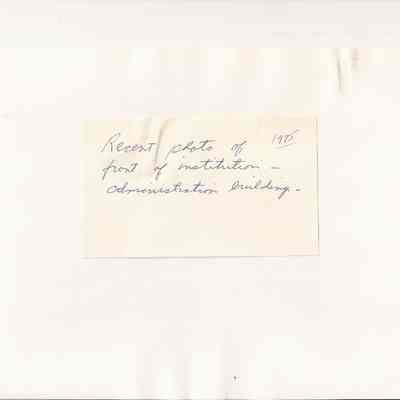 Recent photo of
front of institution -
administration building -